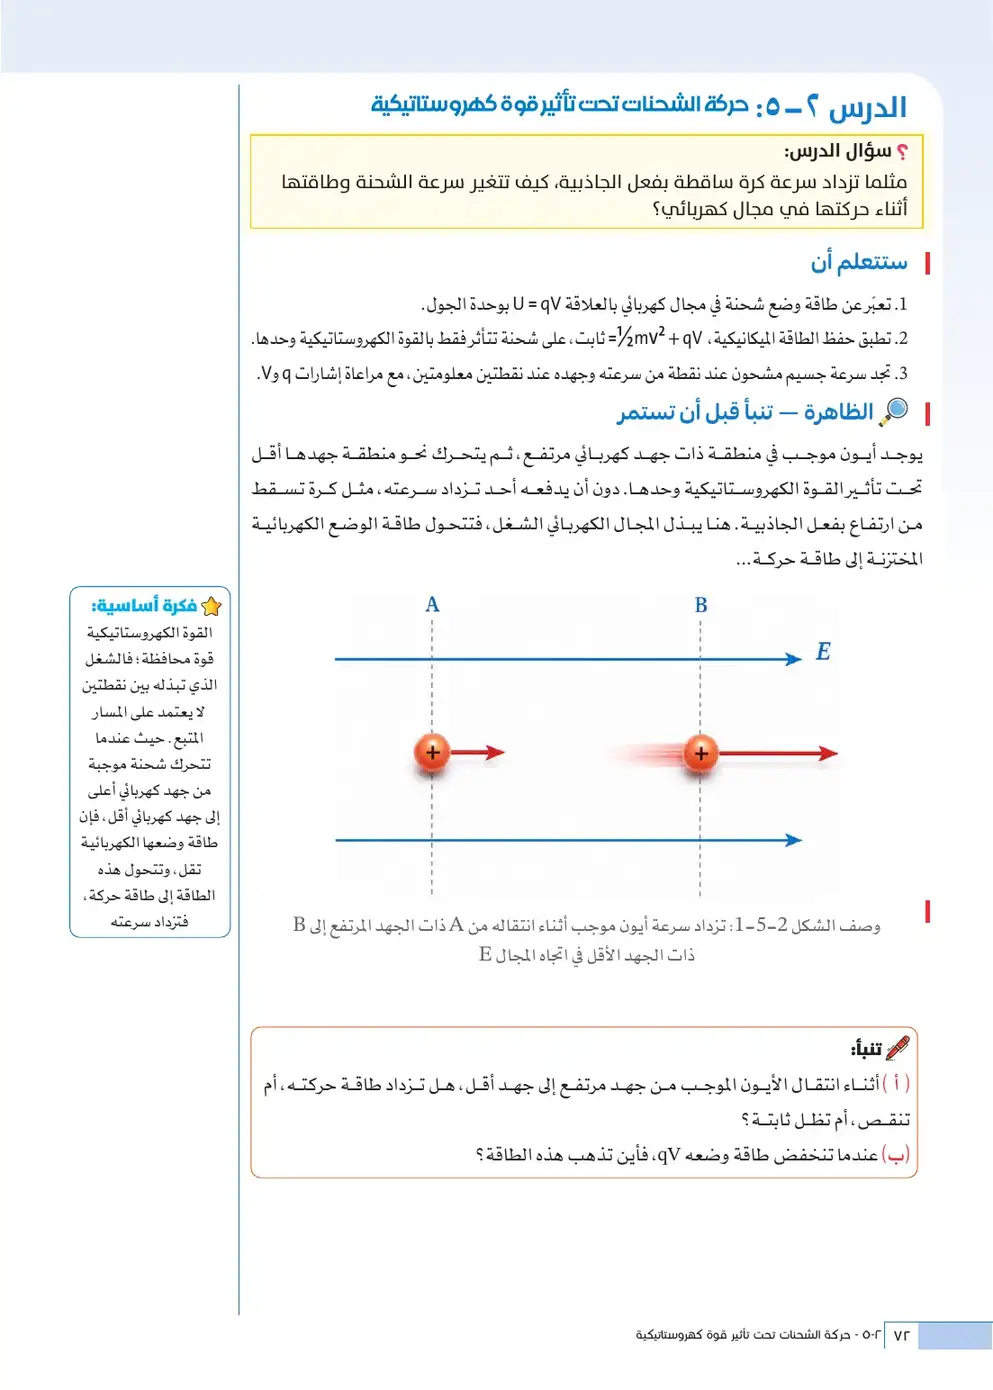 الدرس ٢-٥: حركة الشحنات تحت تأثير قوة كهروستاتيكية
؟ سؤال الدرس:
مثلما تزداد سرعة كرة ساقطة بفعل الجاذبية، كيف تتغير سرعة الشحنة وطاقتها
أثناء حركتها في مجال كهربائي؟
ستتعلم أن
1. تعبّر عن طاقة وضع شحنة في مجال كهربائي بالعلاقة U = qV بوحدة الجول.
2. تطبق حفظ الطاقة الميكانيكية، ½mv² + qV= ثابت، على شحنة تتأثر فقط بالقوة الكهروستاتيكية وحدها.
3. تجد سرعة جسيم مشحون عند نقطة من سرعته وجهده عند نقطتين معلومتين، مع مراعاة إشارات q وV.
الظاهرة — تنبأ قبل أن تستمر
يوجد أيون موجب في منطقة ذات جهد كهربائي مرتفع، ثم يتحرك نحو منطقة جهدها أقل
تحت تأثير القوة الكهروستاتيكية وحدها. دون أن يدفعه أحد تزداد سرعته، مثل كرة تسقط
من ارتفاع بفعل الجاذبية. هنا يبذل المجال الكهربائي الشغل، فتتحول طاقة الوضع الكهربائية
المختزنة إلى طاقة حركة...
A
B
E
+
+
وصف الشكل 2-5-1: تزداد سرعة أيون موجب أثناء انتقاله من A ذات الجهد المرتفع إلى B
ذات الجهد الأقل في اتجاه المجال E
فكرة أساسية:
القوة الكهروستاتيكية
قوة محافظة؛ فالشغل
الذي تبذله بين نقطتين
لا يعتمد على المسار
المتبع. حيث عندما
تتحرك شحنة موجبة
من جهد كهربائي أعلى
إلى جهد كهربائي أقل، فإن
طاقة وضعها الكهربائية
تقل، وتتحول هذه
الطاقة إلى طاقة حركة،
فتزداد سرعته
تنبأ:
(أ) أثناء انتقال الأيون الموجب من جهد مرتفع إلى جهد أقل، هل تزداد طاقة حركته، أم
تنقص، أم تظل ثابتة؟
(ب) عندما تنخفض طاقة وضعه qV، فأين تذهب هذه الطاقة؟
٧٢
٢-٥ - حركة الشحنات تحت تأثير قوة كهروستاتيكية